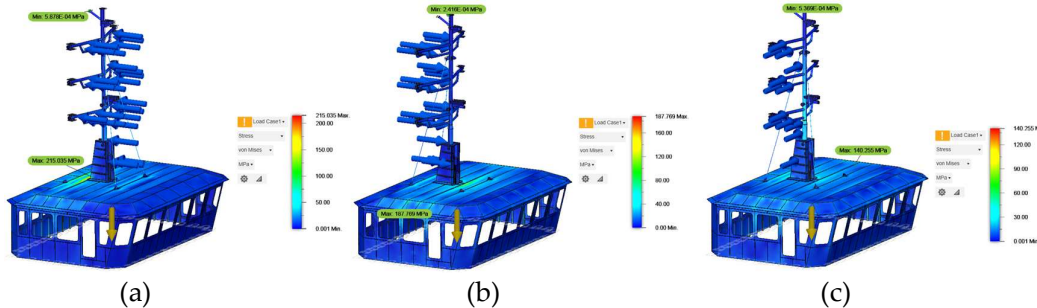 Min: 5.878E-04 MPa
Max: 215.035 MPa
Load Case1
Stress
von Mises
MPa
215.035 Max.
200.00
150.00
100.00
50.00
0.001 Min.
(a)
Min: 2.416E-04 MPa
Max: 187.769 MPa
Load Case1
Stress
von Mises
MPa
187.769 Max.
160.00
120.00
80.00
40.00
0.00 Min.
(b)
Min: 5.369E-04 MPa
Max: 140.255 MPa
Load Case1
Stress
von Mises
MPa
140.255 Max.
120.00
90.00
60.00
30.00
0.001 Min.
(c)